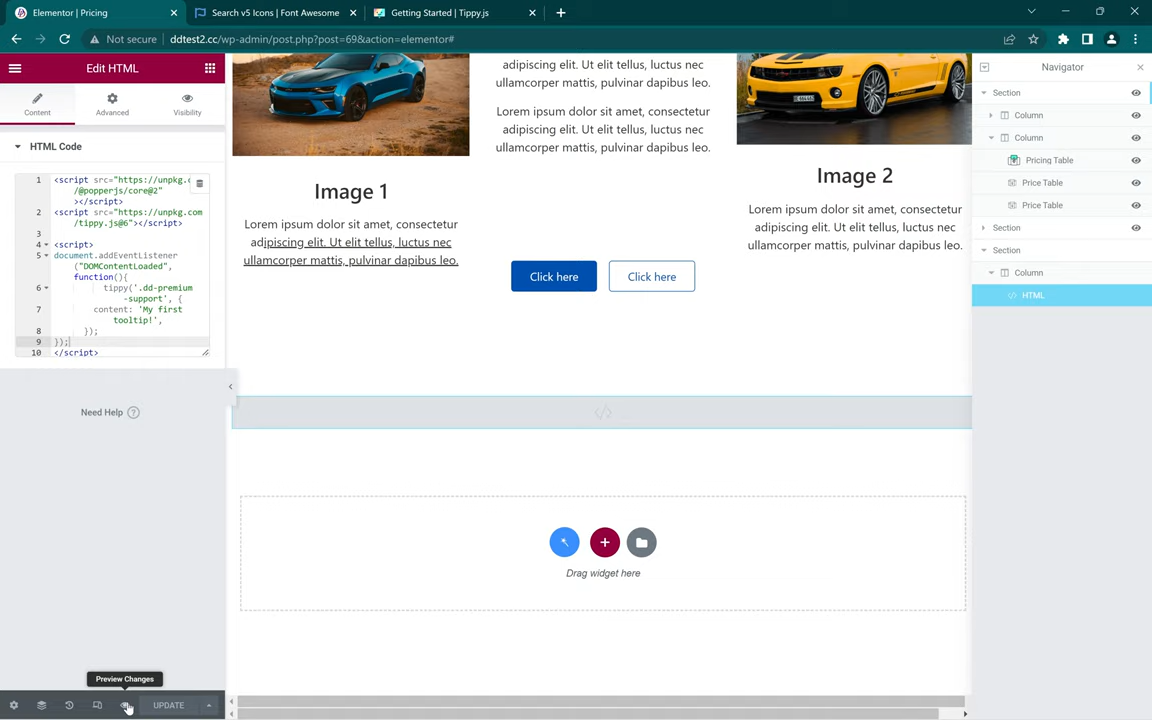 Elementor | Pricing
Search v5 Icons | Font Awesome
Getting Started | Tippy.js
Not secure
ddtest2.cc/wp-admin/post.php?post=69&action=elementor#
Edit HTML
Content
Advanced
Visibility
HTML Code
1 <script src="https://unpkg.c
/@popperjs/core@2"
></script>
2 <script src="https://unpkg.com
/tippy.js@6"></script>
3
4 <script>
5 document.addEventListener
("DOMContentLoaded",
function(){
6 tippy('.dd-premium
-support', {
7 content: 'My first
tooltip!',
8 });
9 });
10 </script>
Need Help ?
Preview Changes
UPDATE
adipiscing elit. Ut elit tellus, luctus nec
ullamcorper mattis, pulvinar dapibus leo.
Lorem ipsum dolor sit amet, consectetur
adipiscing elit. Ut elit tellus, luctus nec
ullamcorper mattis, pulvinar dapibus leo.
Image 1
Lorem ipsum dolor sit amet, consectetur
adipiscing elit. Ut elit tellus, luctus nec
ullamcorper mattis, pulvinar dapibus leo.
Image 2
Lorem ipsum dolor sit amet, consectetur
adipiscing elit. Ut elit tellus, luctus nec
ullamcorper mattis, pulvinar dapibus leo.
Click here
Click here
Drag widget here
Navigator
Section
Column
Column
Pricing Table
Price Table
Price Table
Section
Section
Column
HTML